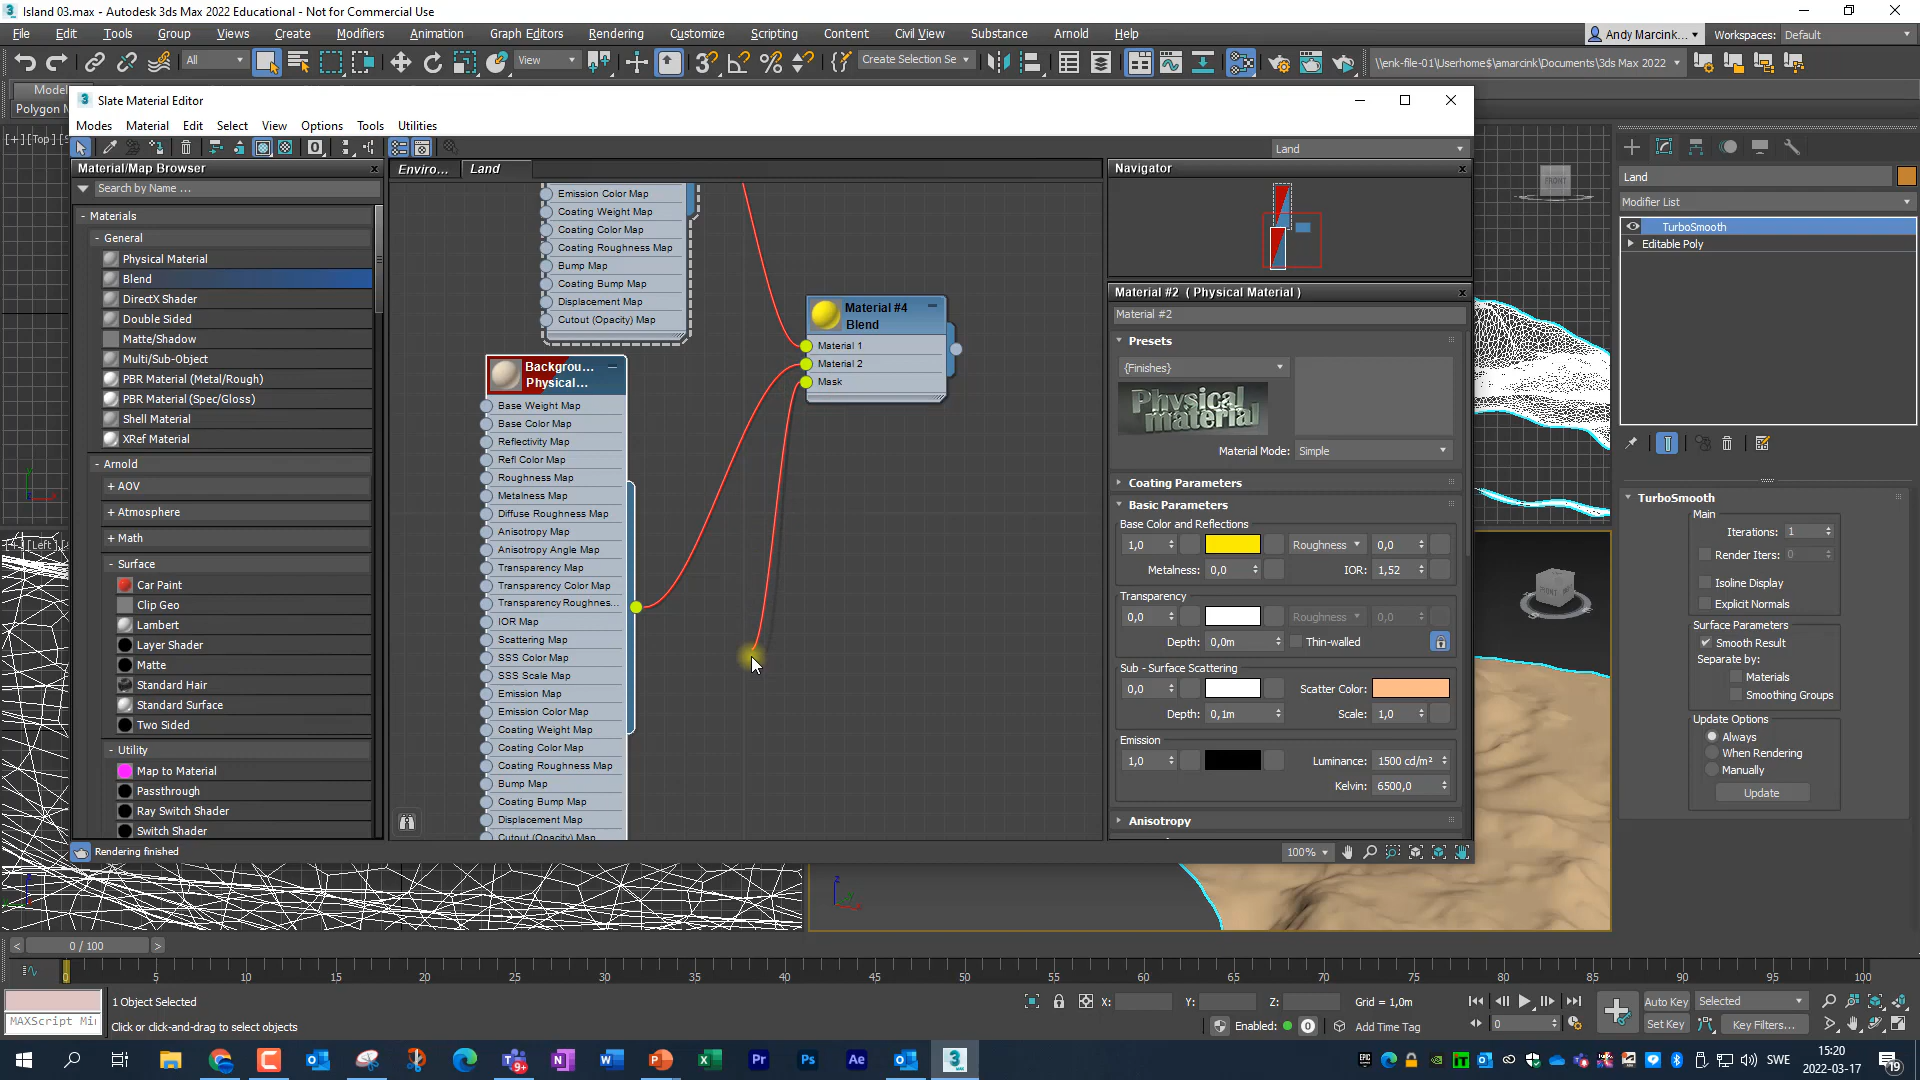 Island 03.max - Autodesk 3ds Max 2022 Educational - Not for Commercial Use
File Edit Tools Group Views Create Modifiers Animation Graph Editors Rendering Customize Scripting Content Civil View Substance Arnold Help
Andy Marcink... Workspaces: Default
All View Create Selection Se \\enk-file-01\Userhome$\amarcink\Documents\3ds Max 2022
Polygon M
Slate Material Editor
Modes Material Edit Select View Options Tools Utilities
Land
Material/Map Browser
Search by Name ...
- Materials
- General
Physical Material
Blend
DirectX Shader
Double Sided
Matte/Shadow
Multi/Sub-Object
PBR Material (Metal/Rough)
PBR Material (Spec/Gloss)
Shell Material
XRef Material
- Arnold
+ AOV
+ Atmosphere
+ Math
- Surface
Car Paint
Clip Geo
Lambert
Layer Shader
Matte
Standard Hair
Standard Surface
Two Sided
- Utility
Map to Material
Passthrough
Ray Switch Shader
Switch Shader
Rendering finished
Enviro... Land
Emission Color Map
Coating Weight Map
Coating Color Map
Coating Roughness Map
Bump Map
Coating Bump Map
Displacement Map
Cutout (Opacity) Map
Backgrou...
Physical...
Base Weight Map
Base Color Map
Reflectivity Map
Refl Color Map
Roughness Map
Metalness Map
Diffuse Roughness Map
Anisotropy Map
Anisotropy Angle Map
Transparency Map
Transparency Color Map
Transparency Roughnes...
IOR Map
Scattering Map
SSS Color Map
SSS Scale Map
Emission Map
Emission Color Map
Coating Weight Map
Coating Color Map
Coating Roughness Map
Bump Map
Coating Bump Map
Displacement Map
Cutout (Opacity) Map
Material #4
Blend
Material 1
Material 2
Mask
Navigator
Material #2 ( Physical Material )
Material #2
Presets
{Finishes}
Physical material
Material Mode: Simple
Coating Parameters
Basic Parameters
Base Color and Reflections
1,0 Roughness 0,0
Metalness: 0,0 IOR: 1,52
Transparency
0,0 Roughness 0,0
Depth: 0,0m Thin-walled
Sub - Surface Scattering
0,0 Scatter Color:
Depth: 0,1m Scale: 1,0
Emission
1,0 Luminance: 1500 cd/m²
Kelvin: 6500,0
Anisotropy
100%
FRONT
Land
Modifier List
TurboSmooth
Editable Poly
TurboSmooth
Main
Iterations: 1
Render Iters: 0
Isoline Display
Explicit Normals
Surface Parameters
Smooth Result
Separate by:
Materials
Smoothing Groups
Update Options
Always
When Rendering
Manually
Update
< 0 / 100 >
0 5 10 15 20 25 30 35 40 45 50 55 60 65 70 75 80 85 90 95 100
1 Object Selected
MAXScript Mi
Click or click-and-drag to select objects
X: Y: Z: Grid = 1,0m
Enabled: Add Time Tag
0
Auto Key Selected
Set Key Key Filters...
SWE
15:20
2022-03-17
19